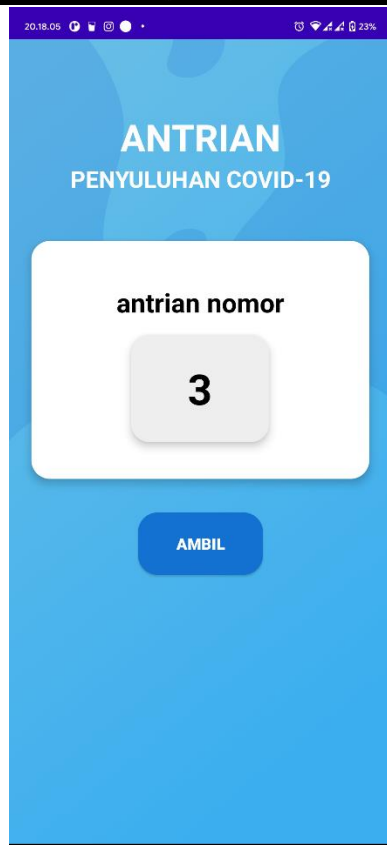 20.18.05 23%
ANTRIAN
PENYULUHAN COVID-19
antrian nomor
3
AMBIL